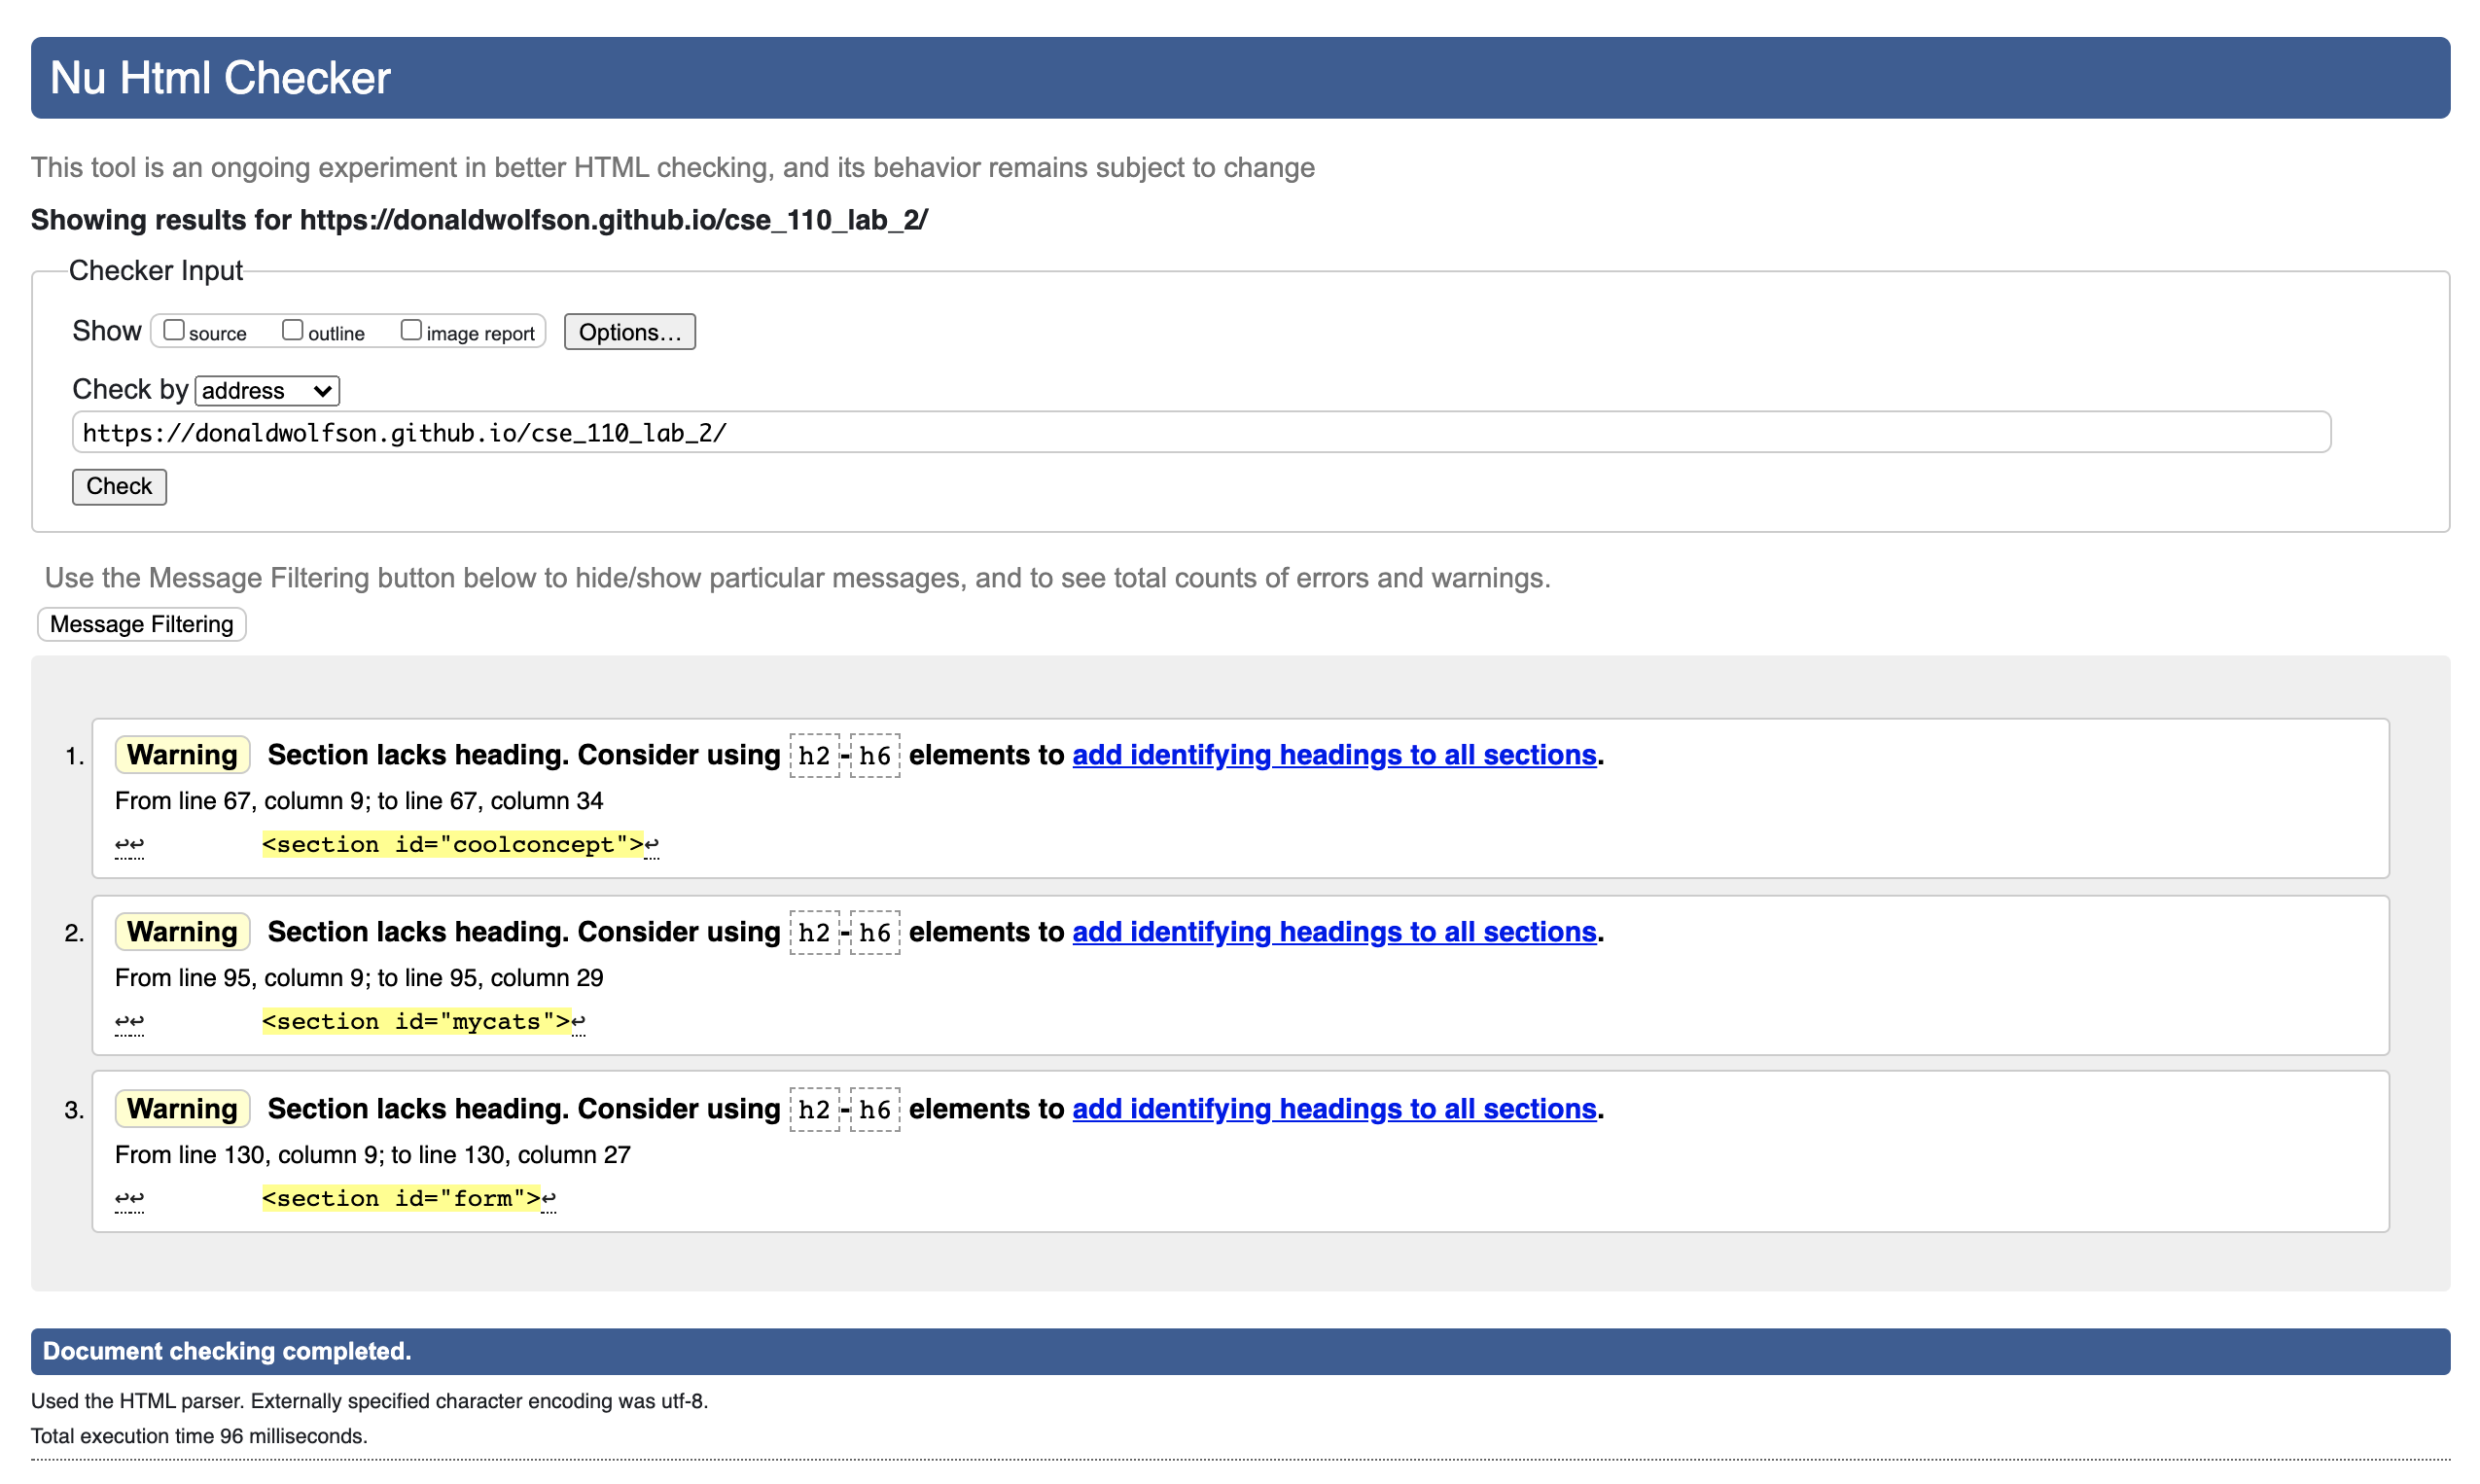 Nu Html Checker
This tool is an ongoing experiment in better HTML checking, and its behavior remains subject to change
Showing results for https://donaldwolfson.github.io/cse_110_lab_2/
Checker Input
Show source outline image report Options...
Check by address
https://donaldwolfson.github.io/cse_110_lab_2/
Check
Use the Message Filtering button below to hide/show particular messages, and to see total counts of errors and warnings.
Message Filtering
1. Warning Section lacks heading. Consider using h2-h6 elements to add identifying headings to all sections.
From line 67, column 9; to line 67, column 34
↩↩ <section id="coolconcept">↩
2. Warning Section lacks heading. Consider using h2-h6 elements to add identifying headings to all sections.
From line 95, column 9; to line 95, column 29
↩↩ <section id="mycats">↩
3. Warning Section lacks heading. Consider using h2-h6 elements to add identifying headings to all sections.
From line 130, column 9; to line 130, column 27
↩↩ <section id="form">↩
Document checking completed.
Used the HTML parser. Externally specified character encoding was utf-8.
Total execution time 96 milliseconds.